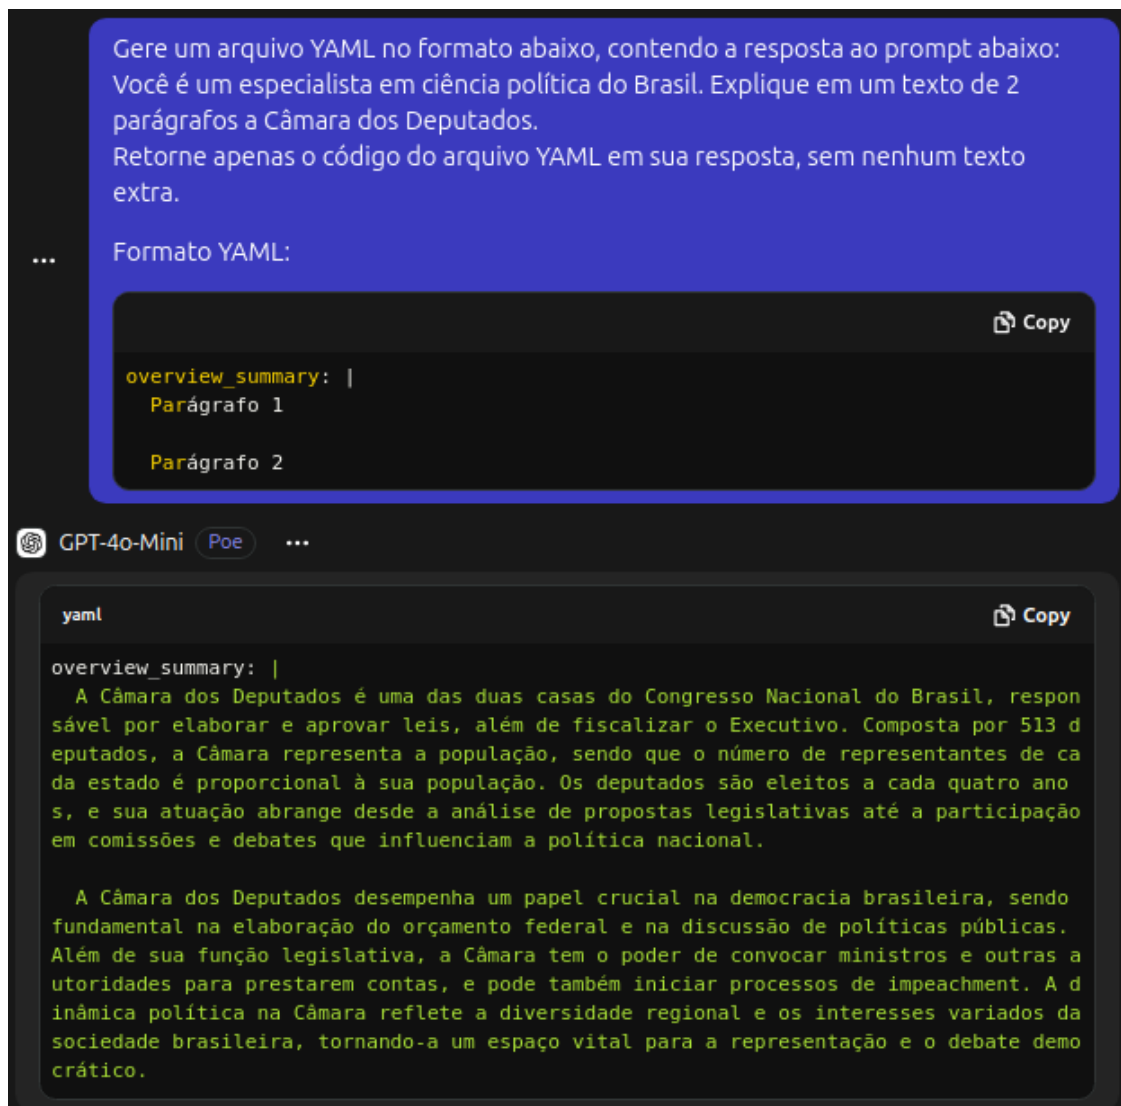 Gere um arquivo YAML no formato abaixo, contendo a resposta ao prompt abaixo:
Você é um especialista em ciência política do Brasil. Explique em um texto de 2
parágrafos a Câmara dos Deputados.
Retorne apenas o código do arquivo YAML em sua resposta, sem nenhum texto
extra.
Formato YAML:
Copy
overview_summary: |
  Parágrafo 1
  Parágrafo 2
GPT-4o-Mini Poe
yaml Copy
overview_summary: |
  A Câmara dos Deputados é uma das duas casas do Congresso Nacional do Brasil, respon
sável por elaborar e aprovar leis, além de fiscalizar o Executivo. Composta por 513 d
eputados, a Câmara representa a população, sendo que o número de representantes de ca
da estado é proporcional à sua população. Os deputados são eleitos a cada quatro ano
s, e sua atuação abrange desde a análise de propostas legislativas até a participação
em comissões e debates que influenciam a política nacional.
  A Câmara dos Deputados desempenha um papel crucial na democracia brasileira, sendo
fundamental na elaboração do orçamento federal e na discussão de políticas públicas.
Além de sua função legislativa, a Câmara tem o poder de convocar ministros e outras a
utoridades para prestarem contas, e pode também iniciar processos de impeachment. A d
inâmica política na Câmara reflete a diversidade regional e os interesses variados da
sociedade brasileira, tornando-a um espaço vital para a representação e o debate demo
crático.